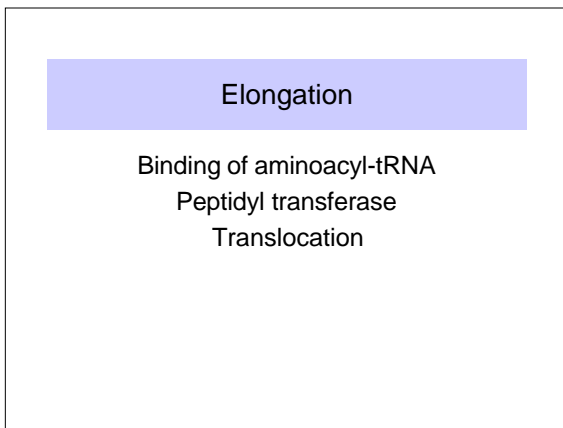 Elongation
Binding of aminoacyl-tRNA
Peptidyl transferase
Translocation